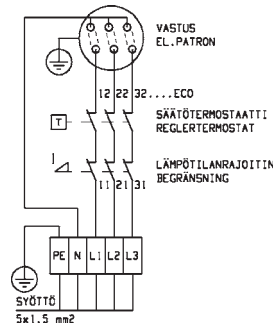 VASTUS
EL.PATRON
12 22 32....ECO
T
SÄÄTÖTERMOSTAATTI
REGLERTERMOSTAT
LÄMPÖTILANRAJOITIN
BEGRÄNSNING
11 21 31
PE N L1 L2 L3
SYÖTTÖ
5x1.5 mm2